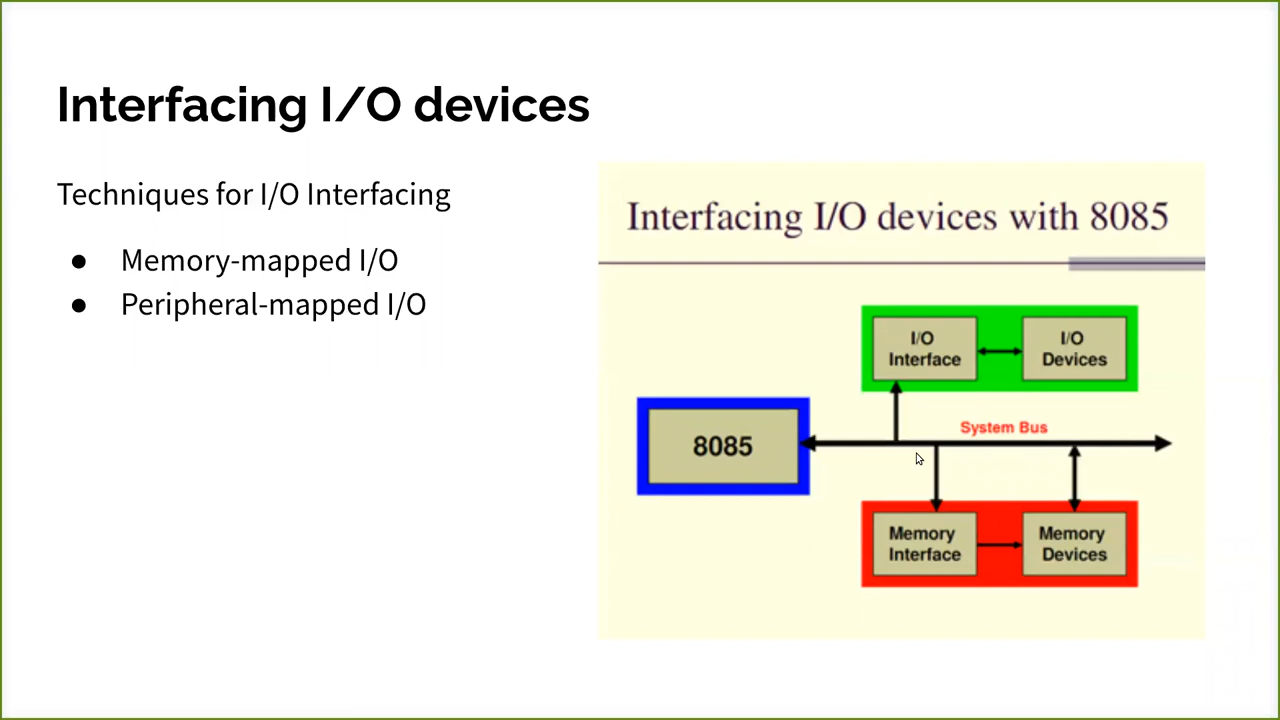 Interfacing I/O devices
Techniques for I/O Interfacing
● Memory-mapped I/O
● Peripheral-mapped I/O
Interfacing I/O devices with 8085
I/O
Interface
I/O
Devices
8085
System Bus
Memory
Interface
Memory
Devices